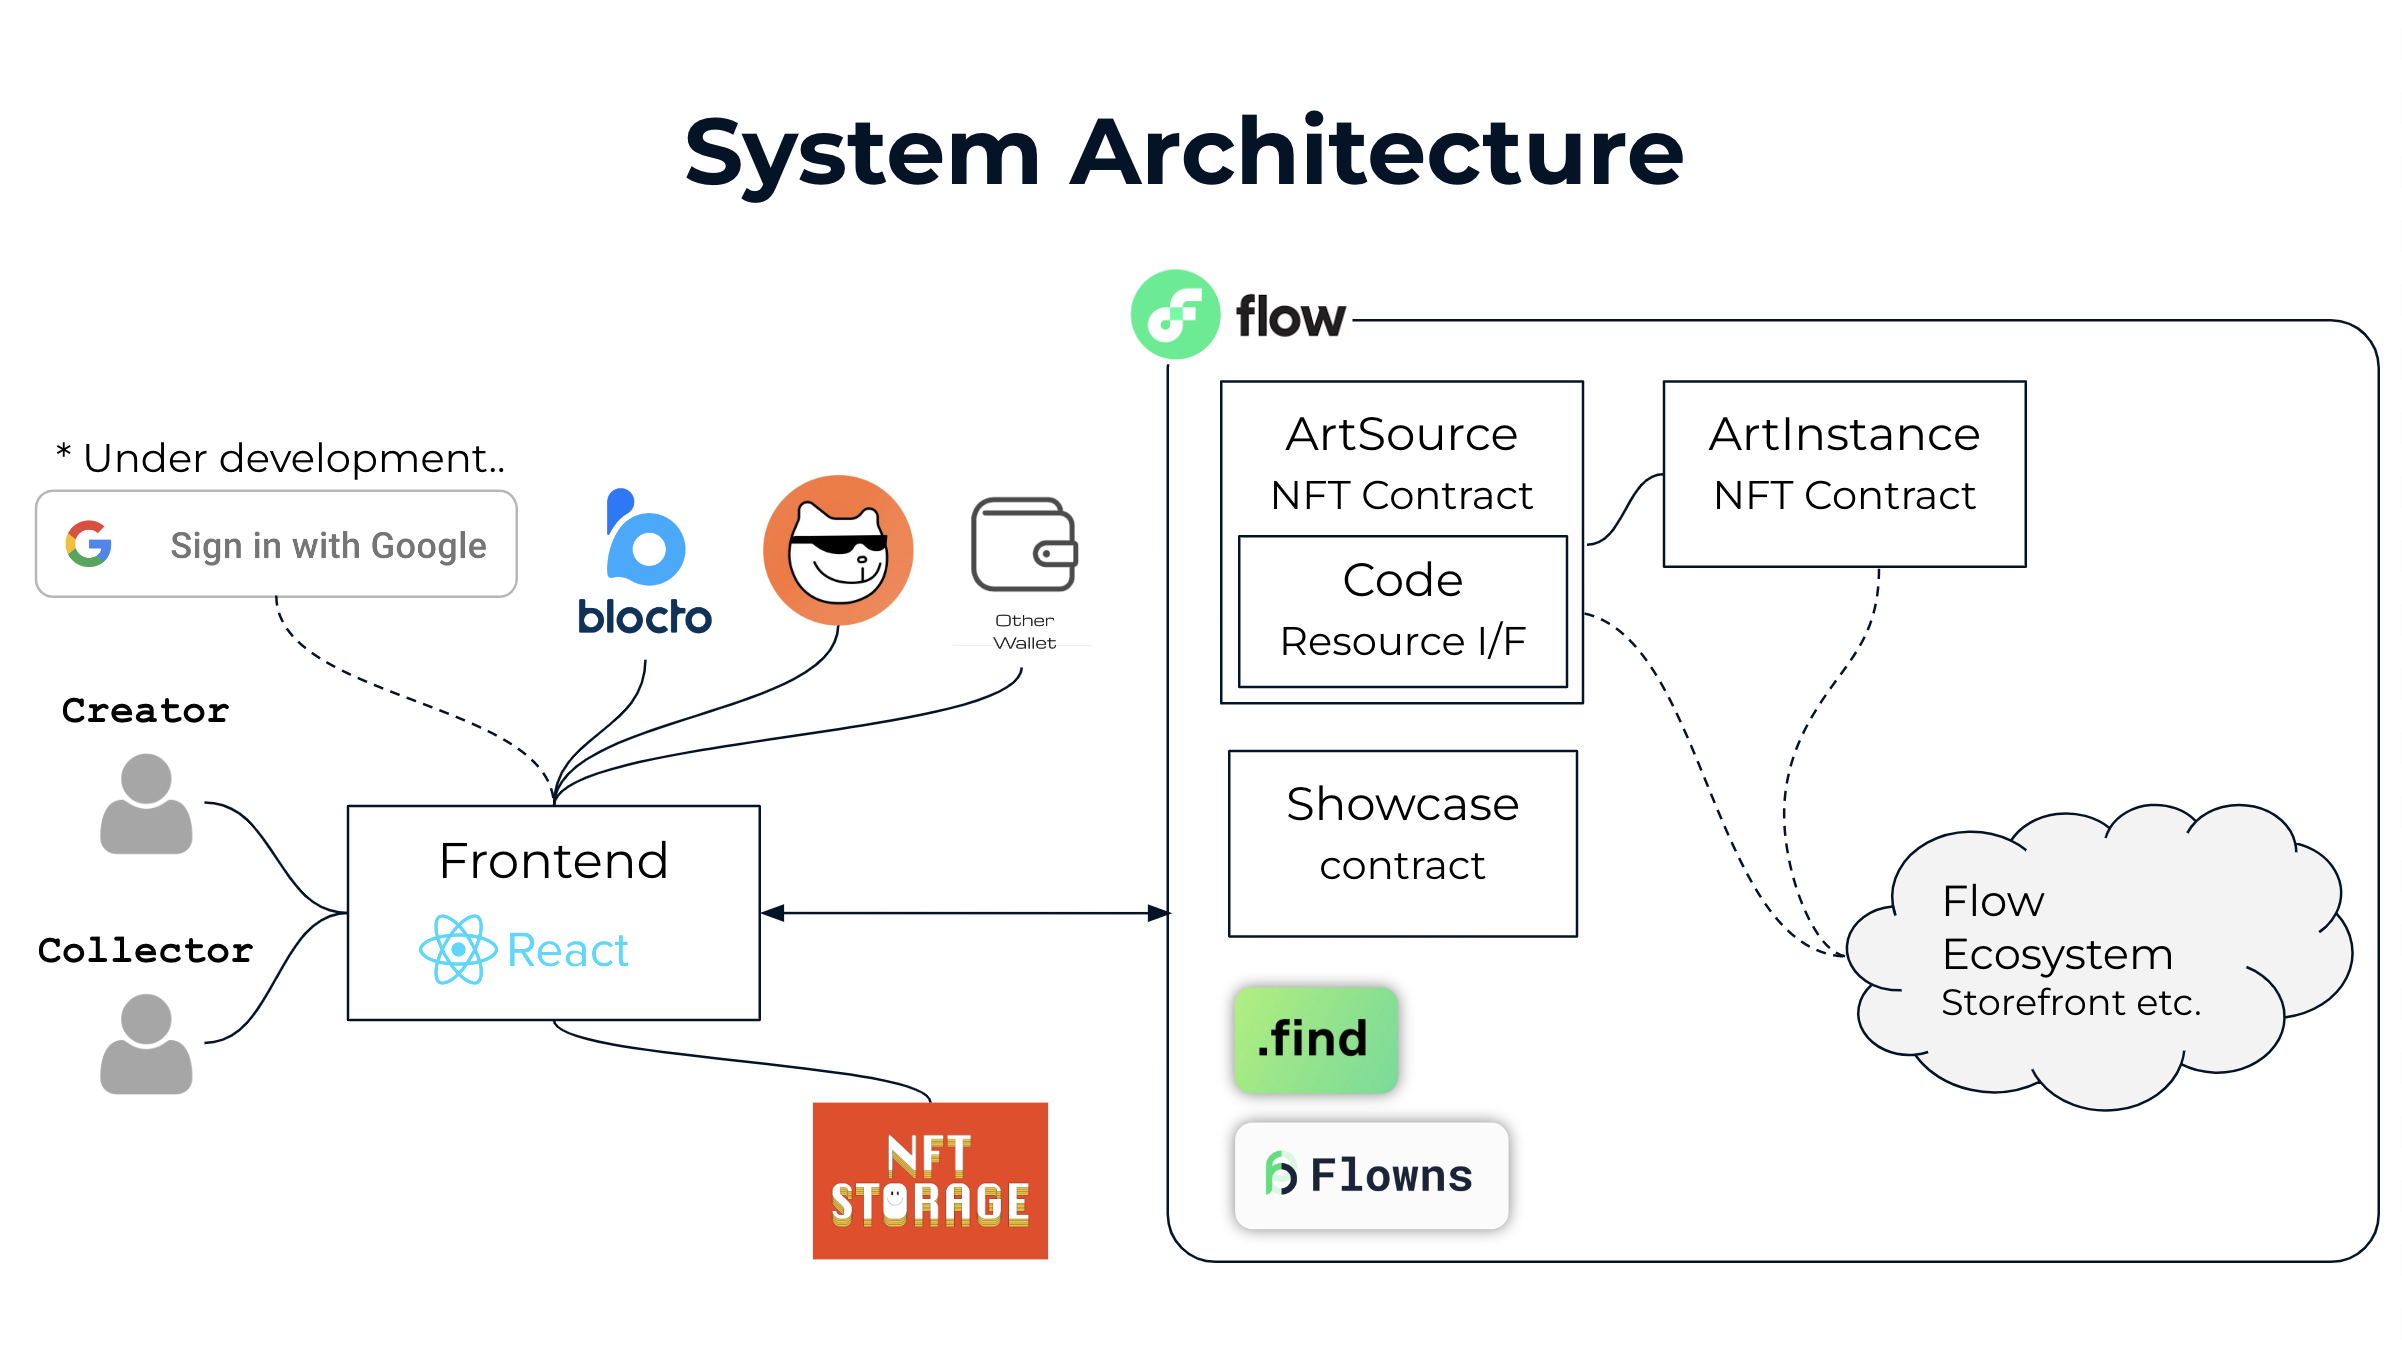 System Architecture
flow
* Under development..
Sign in with Google
blocto
Other
Wallet
Creator
Collector
Frontend
React
NFT
STORAGE
ArtSource
NFT Contract
Code
Resource I/F
ArtInstance
NFT Contract
Showcase
contract
.find
Flowns
Flow
Ecosystem
Storefront etc.